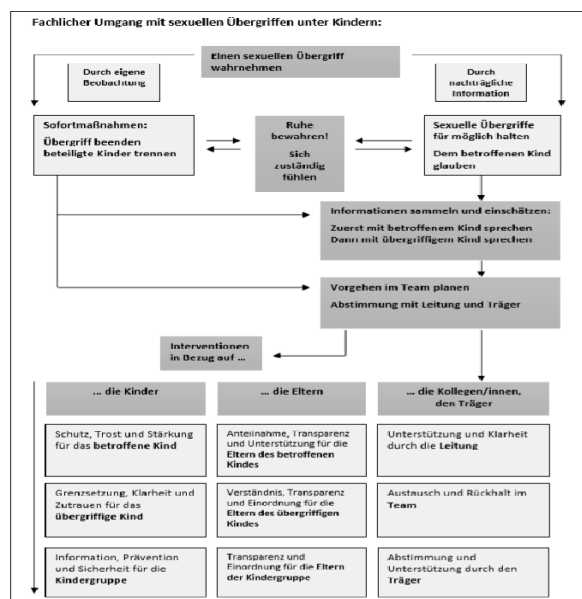 Fachlicher Umgang mit sexuellen Übergriffen unter Kindern:
Einen sexuellen Übergriff
wahrnehmen
Durch eigene
Beobachtung
Durch
nachträgliche
Information
Sofortmaßnahmen:
Übergriff beenden
beteiligte Kinder trennen
Ruhe
bewahren!
Sich
zuständig
fühlen
Sexuelle Übergriffe
für möglich halten
Dem betroffenen Kind
glauben
Informationen sammeln und einschätzen:
Zuerst mit betroffenem Kind sprechen
Dann mit übergriffigem Kind sprechen
Vorgehen im Team planen
Abstimmung mit Leitung und Träger
Interventionen
in Bezug auf ...
... die Kinder
... die Eltern
... die Kollegen/innen,
den Träger
Schutz, Trost und Stärkung
für das betroffene Kind
Anteilnahme, Transparenz
und Unterstützung für die
Eltern des betroffenen
Kindes
Unterstützung und Klarheit
durch die Leitung
Grenzsetzung, Klarheit und
Zutrauen für das
übergriffige Kind
Verständnis, Transparenz
und Einordnung für die
Eltern des übergriffigen
Kindes
Austausch und Rückhalt im
Team
Information, Prävention
und Sicherheit für die
Kindergruppe
Transparenz und
Einordnung für die Eltern
der Kindergruppe
Abstimmung und
Unterstützung durch den
Träger